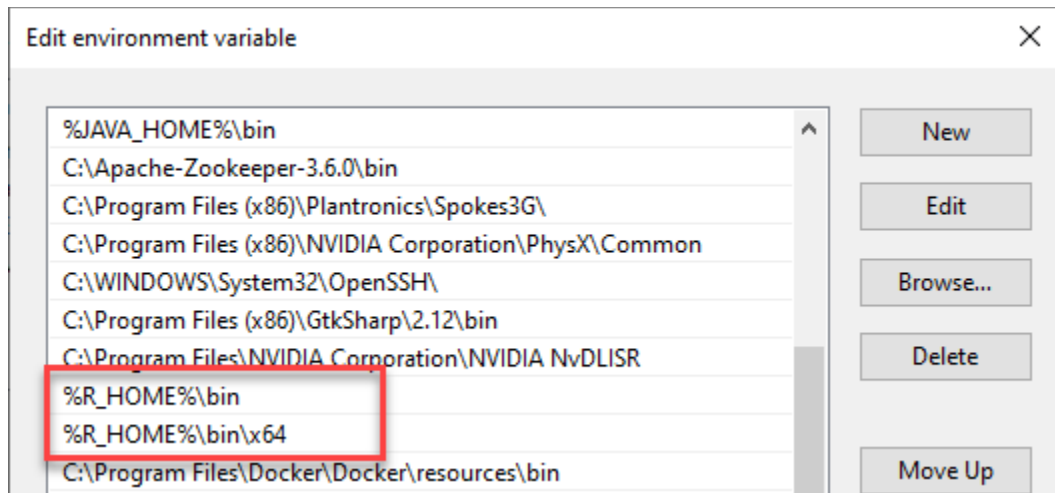 Edit environment variable
%JAVA_HOME%\bin
C:\Apache-Zookeeper-3.6.0\bin
C:\Program Files (x86)\Plantronics\Spokes3G\
C:\Program Files (x86)\NVIDIA Corporation\PhysX\Common
C:\WINDOWS\System32\OpenSSH\
C:\Program Files (x86)\GtkSharp\2.12\bin
C:\Program Files\NVIDIA Corporation\NVIDIA NvDLISR
%R_HOME%\bin
%R_HOME%\bin\x64
C:\Program Files\Docker\Docker\resources\bin
New
Edit
Browse...
Delete
Move Up